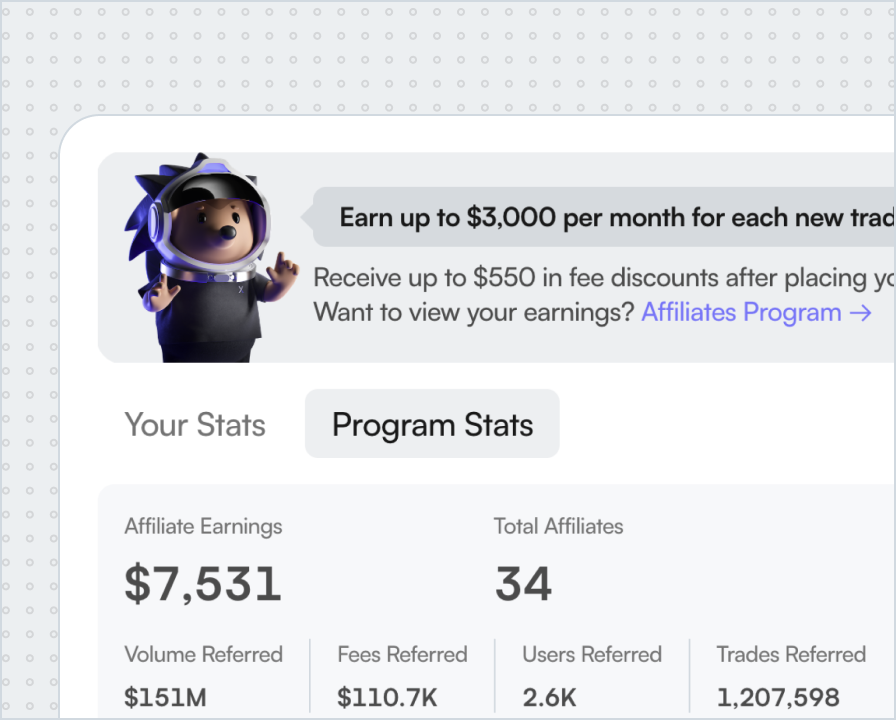 Earn up to $3,000 per month for each new
Receive up to $550 in fee discounts after placing
Want to view your earnings? Affiliates Program →
Your Stats Program Stats
Affiliate Earnings Total Affiliates
$7,531 34
Volume Referred Fees Referred Users Referred Trades Referred
$151M $110.7K 2.6K 1,207,598